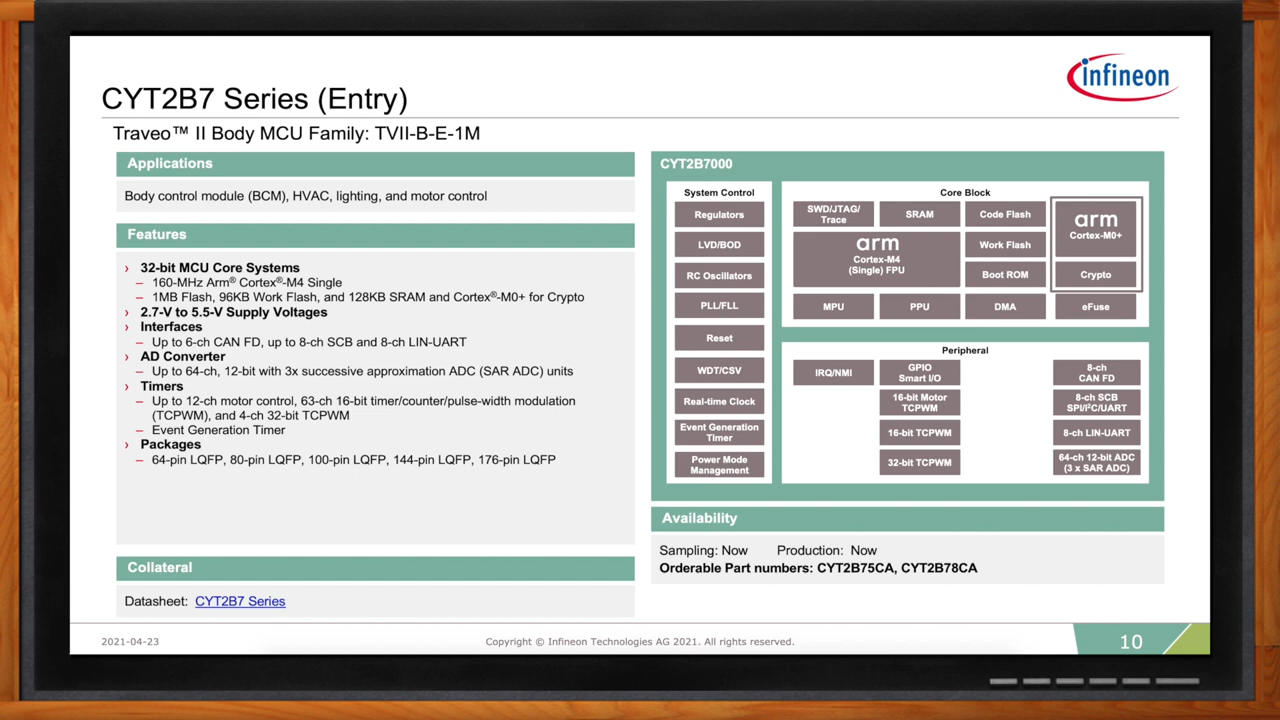 infineon
CYT2B7 Series (Entry)
Traveo™ II Body MCU Family: TVII-B-E-1M
Applications
Body control module (BCM), HVAC, lighting, and motor control
Features
› 32-bit MCU Core Systems
– 160-MHz Arm® Cortex®-M4 Single
– 1MB Flash, 96KB Work Flash, and 128KB SRAM and Cortex®-M0+ for Crypto
› 2.7-V to 5.5-V Supply Voltages
› Interfaces
– Up to 6-ch CAN FD, up to 8-ch SCB and 8-ch LIN-UART
› AD Converter
– Up to 64-ch, 12-bit with 3x successive approximation ADC (SAR ADC) units
› Timers
– Up to 12-ch motor control, 63-ch 16-bit timer/counter/pulse-width modulation
(TCPWM), and 4-ch 32-bit TCPWM
– Event Generation Timer
› Packages
– 64-pin LQFP, 80-pin LQFP, 100-pin LQFP, 144-pin LQFP, 176-pin LQFP
Collateral
Datasheet: CYT2B7 Series
CYT2B7000
System Control
Regulators
LVD/BOD
RC Oscillators
PLL/FLL
Reset
WDT/CSV
Real-time Clock
Event Generation
Timer
Power Mode
Management
Core Block
SWD/JTAG/
Trace
SRAM
Code Flash
arm
Cortex-M0+
arm
Cortex-M4
(Single) FPU
Work Flash
Boot ROM
Crypto
MPU
PPU
DMA
eFuse
Peripheral
IRQ/NMI
GPIO
Smart I/O
8-ch
CAN FD
16-bit Motor
TCPWM
8-ch SCB
SPI/I²C/UART
16-bit TCPWM
8-ch LIN-UART
32-bit TCPWM
64-ch 12-bit ADC
(3 x SAR ADC)
Availability
Sampling: Now Production: Now
Orderable Part numbers: CYT2B75CA, CYT2B78CA
2021-04-23
Copyright © Infineon Technologies AG 2021. All rights reserved.
10